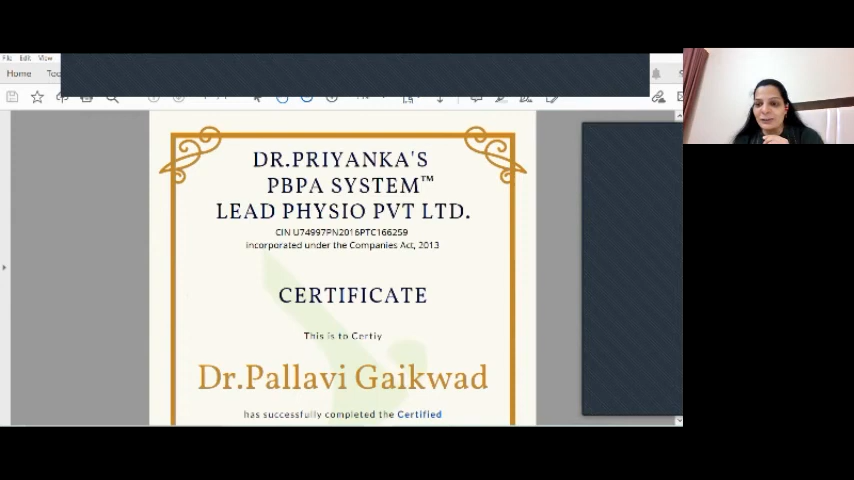 File Edit View
Home
DR.PRIYANKA'S
PBPA SYSTEM™
LEAD PHYSIO PVT LTD.
CIN U74997PN2016PTC166259
incorporated under the Companies Act, 2013
CERTIFICATE
This is to Certiy
Dr.Pallavi Gaikwad
has successfully completed the Certified